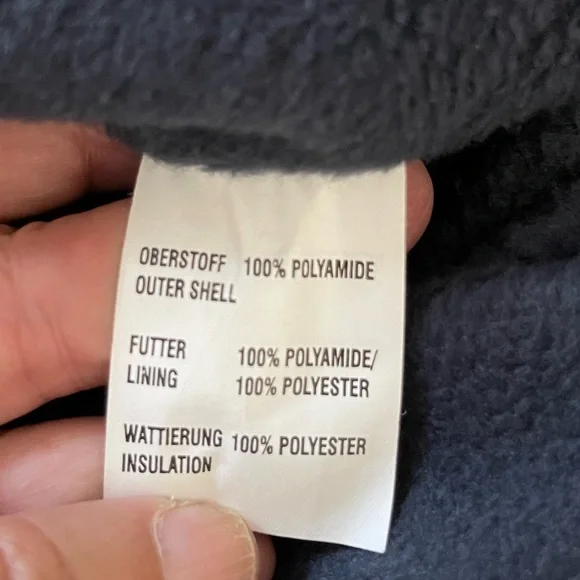 OBERSTOFF 100% POLYAMIDE
OUTER SHELL
FUTTER 100% POLYAMIDE/
LINING 100% POLYESTER
WATTIERUNG 100% POLYESTER
INSULATION